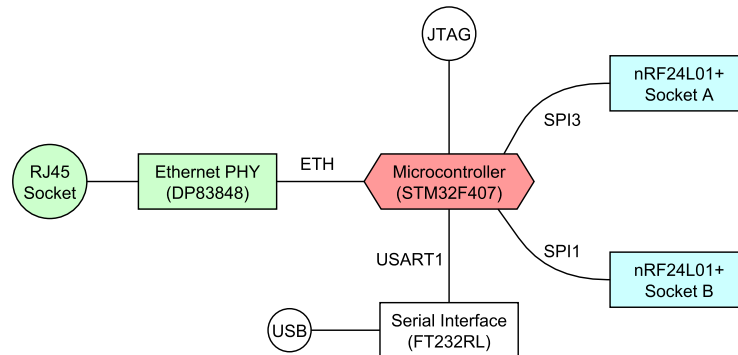 JTAG
nRF24L01+
Socket A
SPI3
RJ45
Socket
Ethernet PHY
(DP83848)
ETH
Microcontroller
(STM32F407)
USART1
SPI1
nRF24L01+
Socket B
USB
Serial Interface
(FT232RL)